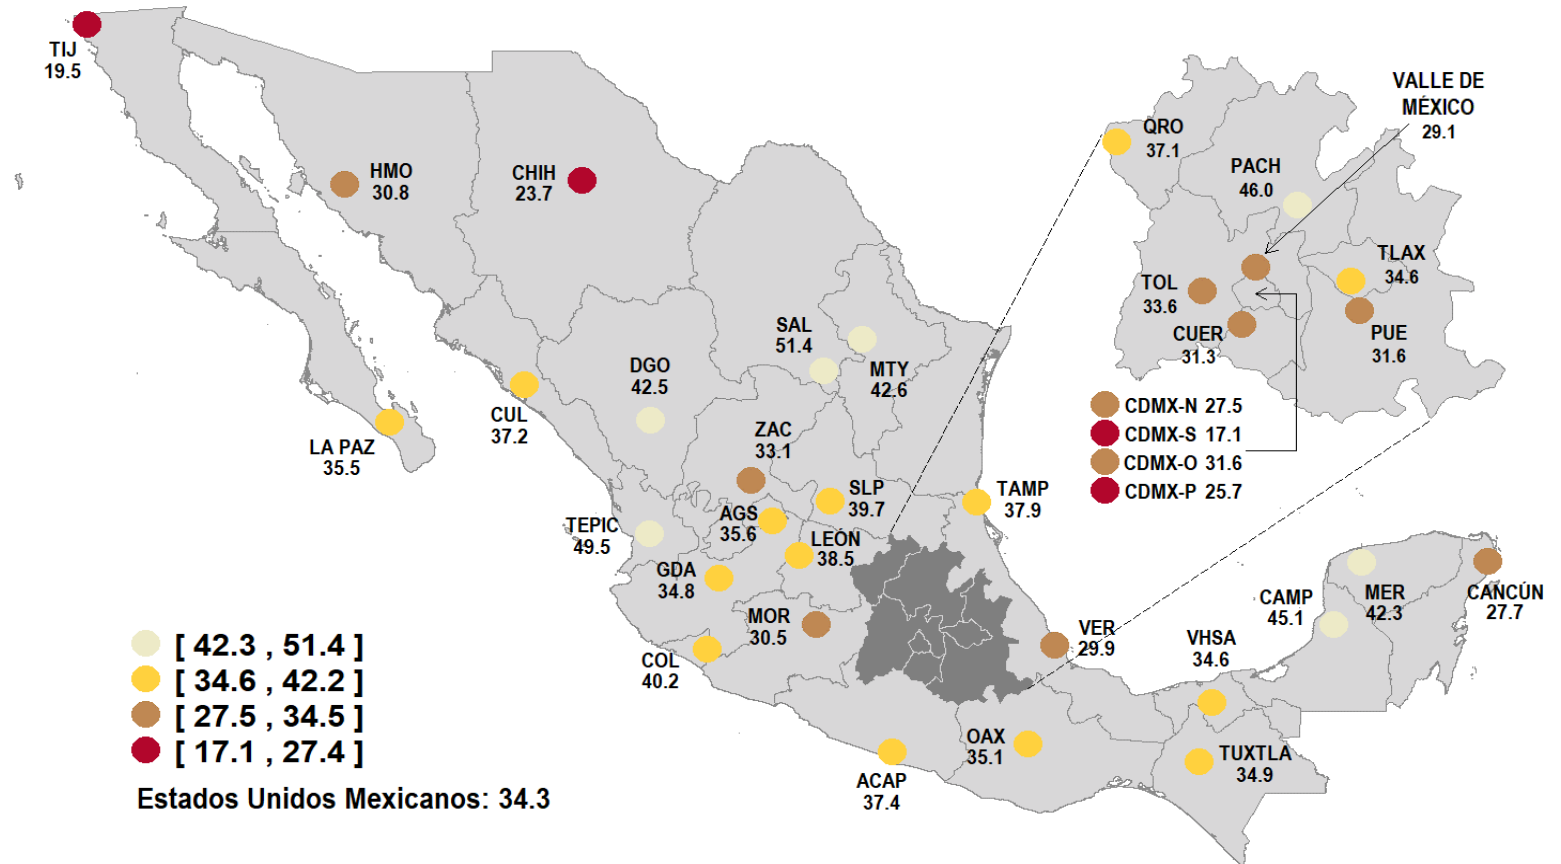 TIJ
19.5
HMO
30.8
CHIH
23.7
QRO
37.1
VALLE DE
MÉXICO
29.1
PACH
46.0
TLAX
34.6
TOL
33.6
CUER
31.3
PUE
31.6
CDMX-N 27.5
CDMX-S 17.1
CDMX-O 31.6
CDMX-P 25.7
SAL
51.4
MTY
42.6
DGO
42.5
CUL
37.2
LA PAZ
35.5
ZAC
33.1
SLP
39.7
TAMP
37.9
AGS
35.6
TEPIC
49.5
LEÓN
38.5
GDA
34.8
MOR
30.5
COL
40.2
VER
29.9
CAMP
45.1
MER
42.3
CANCÚN
27.7
VHSA
34.6
OAX
35.1
TUXTLA
34.9
ACAP
37.4
[ 42.3 , 51.4 ]
[ 34.6 , 42.2 ]
[ 27.5 , 34.5 ]
[ 17.1 , 27.4 ]
Estados Unidos Mexicanos: 34.3